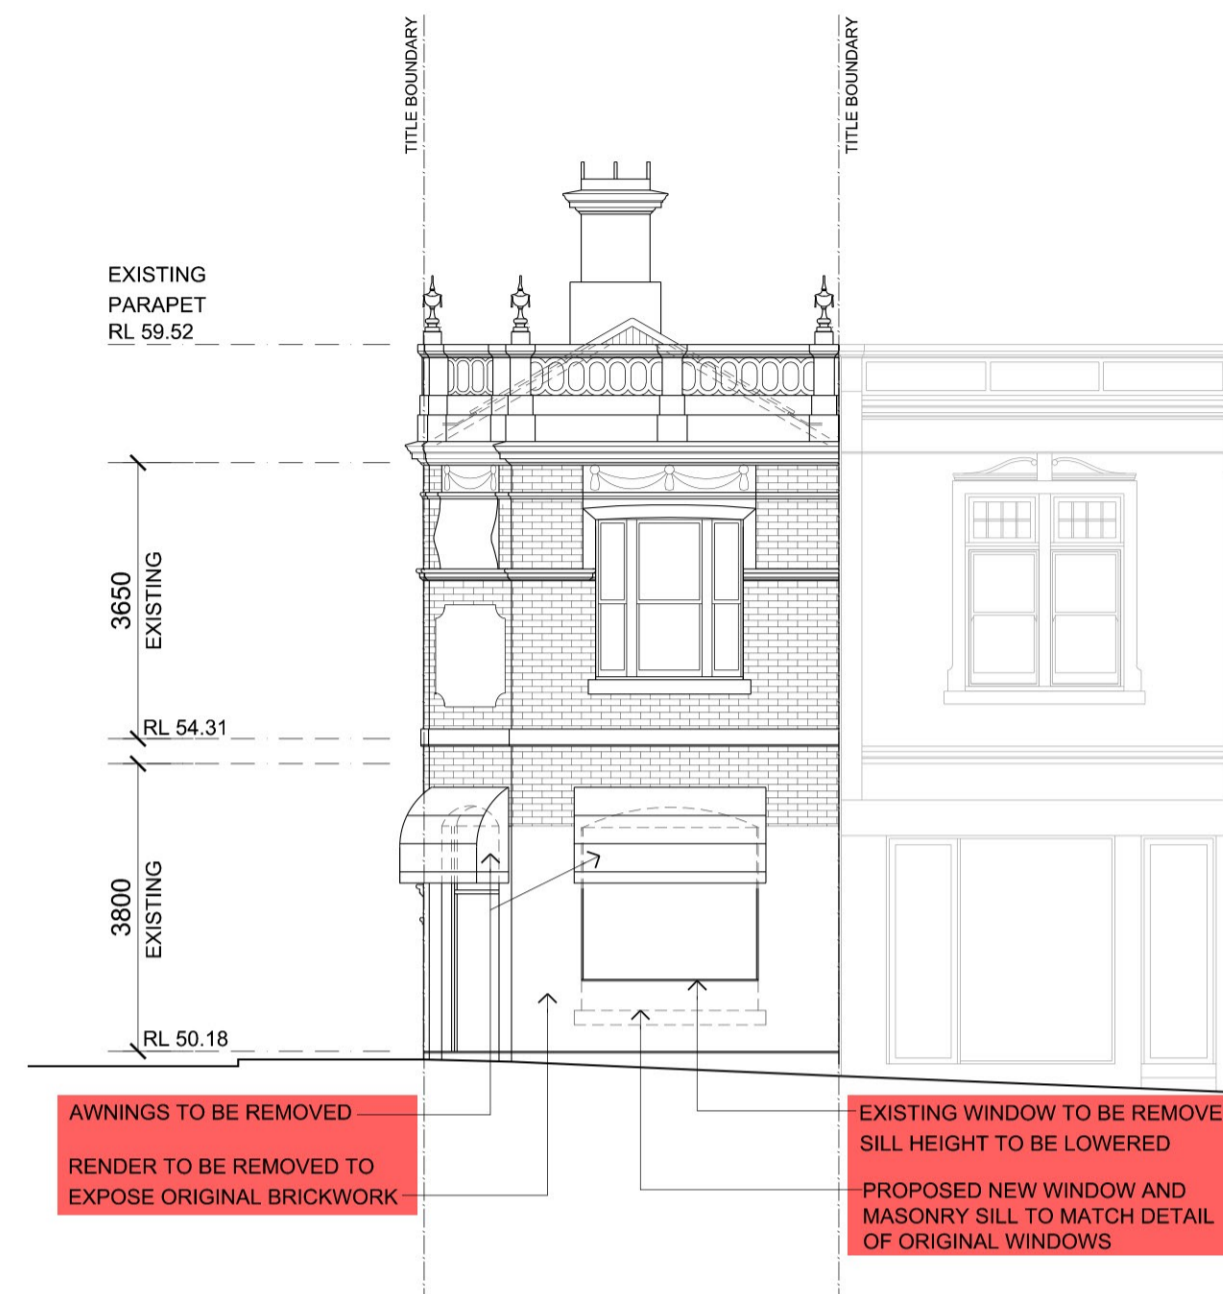 TITLE BOUNDARY
TITLE BOUNDARY
EXISTING
PARAPET
RL 59.52
3650
EXISTING
RL 54.31
3800
EXISTING
RL 50.18
AWNINGS TO BE REMOVED
RENDER TO BE REMOVED TO
EXPOSE ORIGINAL BRICKWORK
EXISTING WINDOW TO BE REMOVE
SILL HEIGHT TO BE LOWERED
PROPOSED NEW WINDOW AND
MASONRY SILL TO MATCH DETAIL
OF ORIGINAL WINDOWS